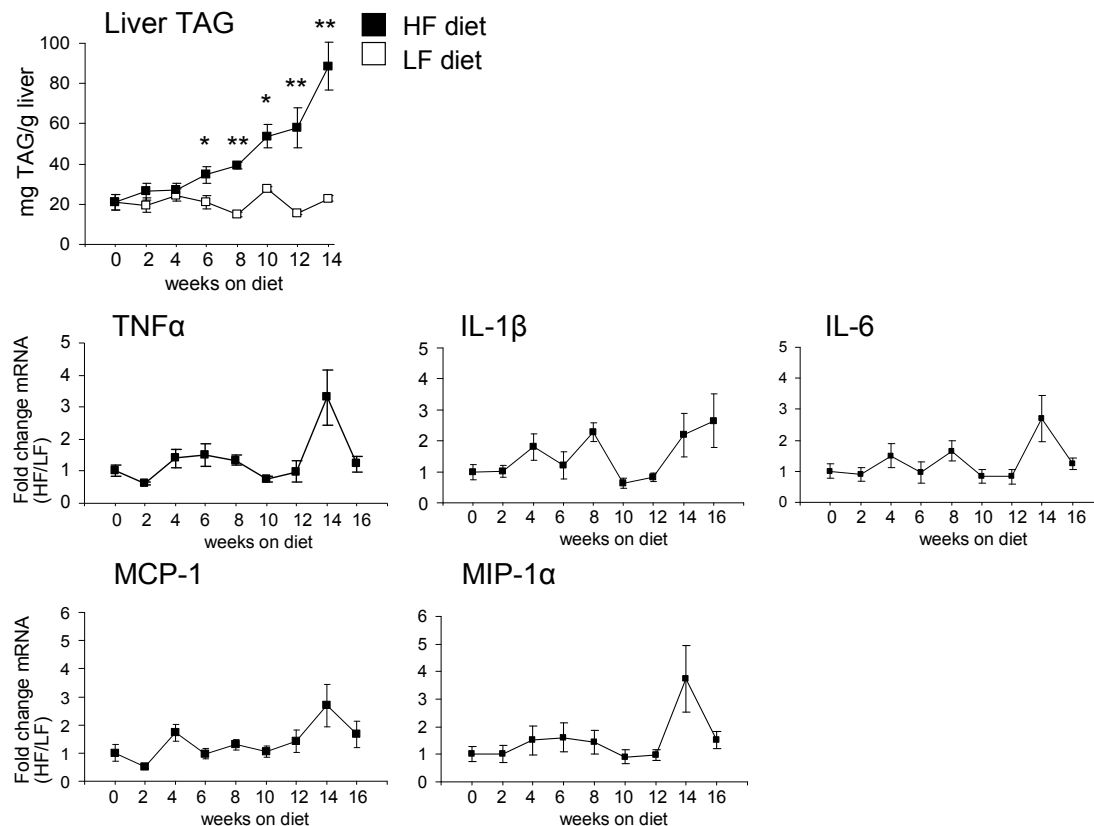 Liver TAG
HF diet
LF diet
mg TAG/g liver
120
100
80
60
40
20
0
* ** * ** **
0 2 4 6 8 10 12 14
weeks on diet
TNFα
Fold change mRNA
(HF/LF)
5
4
3
2
1
0
0 2 4 6 8 10 12 14 16
weeks on diet
IL-1β
5
4
3
2
1
0
0 2 4 6 8 10 12 14 16
weeks on diet
IL-6
5
4
3
2
1
0
0 2 4 6 8 10 12 14 16
weeks on diet
MCP-1
Fold change mRNA
(HF/LF)
6
5
4
3
2
1
0
0 2 4 6 8 10 12 14 16
weeks on diet
MIP-1α
6
5
4
3
2
1
0
0 2 4 6 8 10 12 14 16
weeks on diet